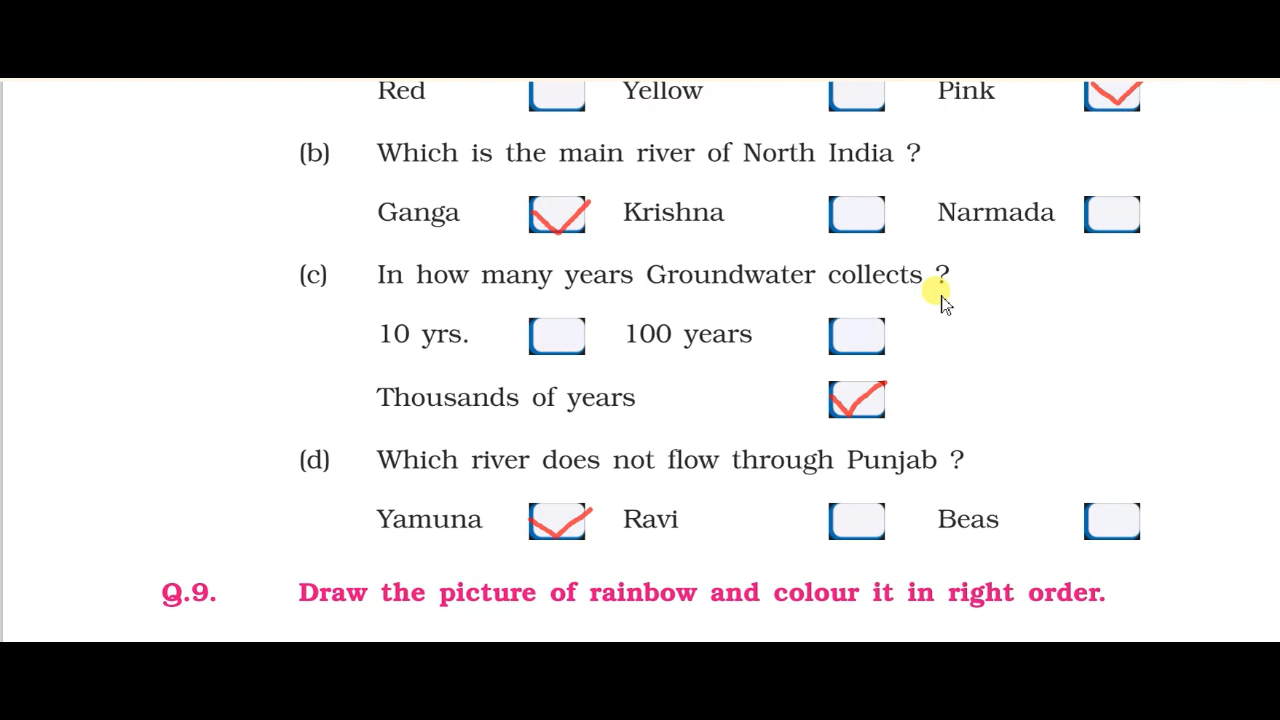 Red Yellow Pink
(b) Which is the main river of North India ?
Ganga Krishna Narmada
(c) In how many years Groundwater collects ?
10 yrs. 100 years
Thousands of years
(d) Which river does not flow through Punjab ?
Yamuna Ravi Beas
Q.9. Draw the picture of rainbow and colour it in right order.